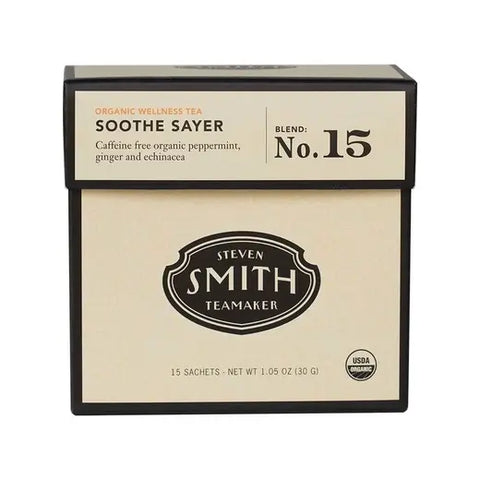 ORGANIC WELLNESS TEA
SOOTHE SAYER
Caffeine free organic peppermint,
ginger and echinacea
BLEND:
No. 15
STEVEN
SMITH
TEAMAKER
15 SACHETS - NET WT 1.05 OZ (30 G)
USDA
ORGANIC